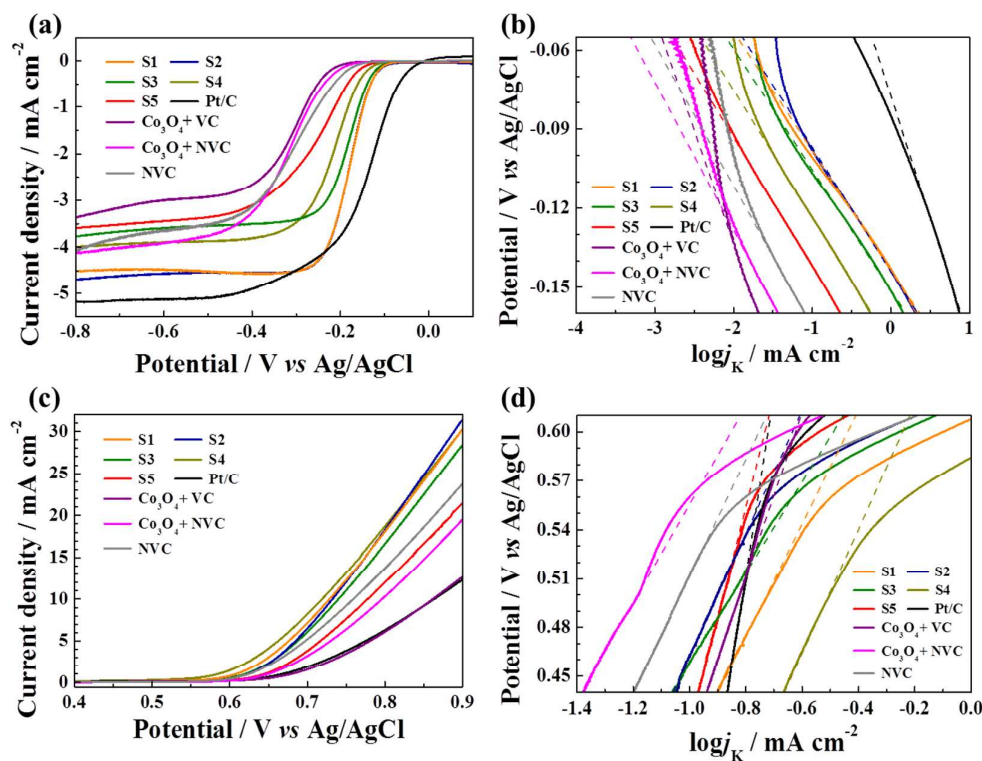 (a)
Current density / mA cm⁻²
0
-1
-2
-3
-4
-5
S1 S2
S3 S4
S5 Pt/C
Co₃O₄+ VC
Co₃O₄+ NVC
NVC
-0.8 -0.6 -0.4 -0.2 0.0
Potential / V vs Ag/AgCl
(b)
Potential / V vs Ag/AgCl
-0.06
-0.09
-0.12
-0.15
S1 S2
S3 S4
S5 Pt/C
Co₃O₄+ VC
Co₃O₄+ NVC
NVC
-4 -3 -2 -1 0 1
logjK / mA cm⁻²
(c)
Current density / mA cm⁻²
30
25
20
15
10
5
0
S1 S2
S3 S4
S5 Pt/C
Co₃O₄+ VC
Co₃O₄+ NVC
NVC
0.4 0.5 0.6 0.7 0.8 0.9
Potential / V vs Ag/AgCl
(d)
Potential / V vs Ag/AgCl
0.60
0.57
0.54
0.51
0.48
0.45
S1 S2
S3 S4
S5 Pt/C
Co₃O₄+ VC
Co₃O₄+ NVC
NVC
-1.4 -1.2 -1.0 -0.8 -0.6 -0.4 -0.2 0.0
logjK / mA cm⁻²